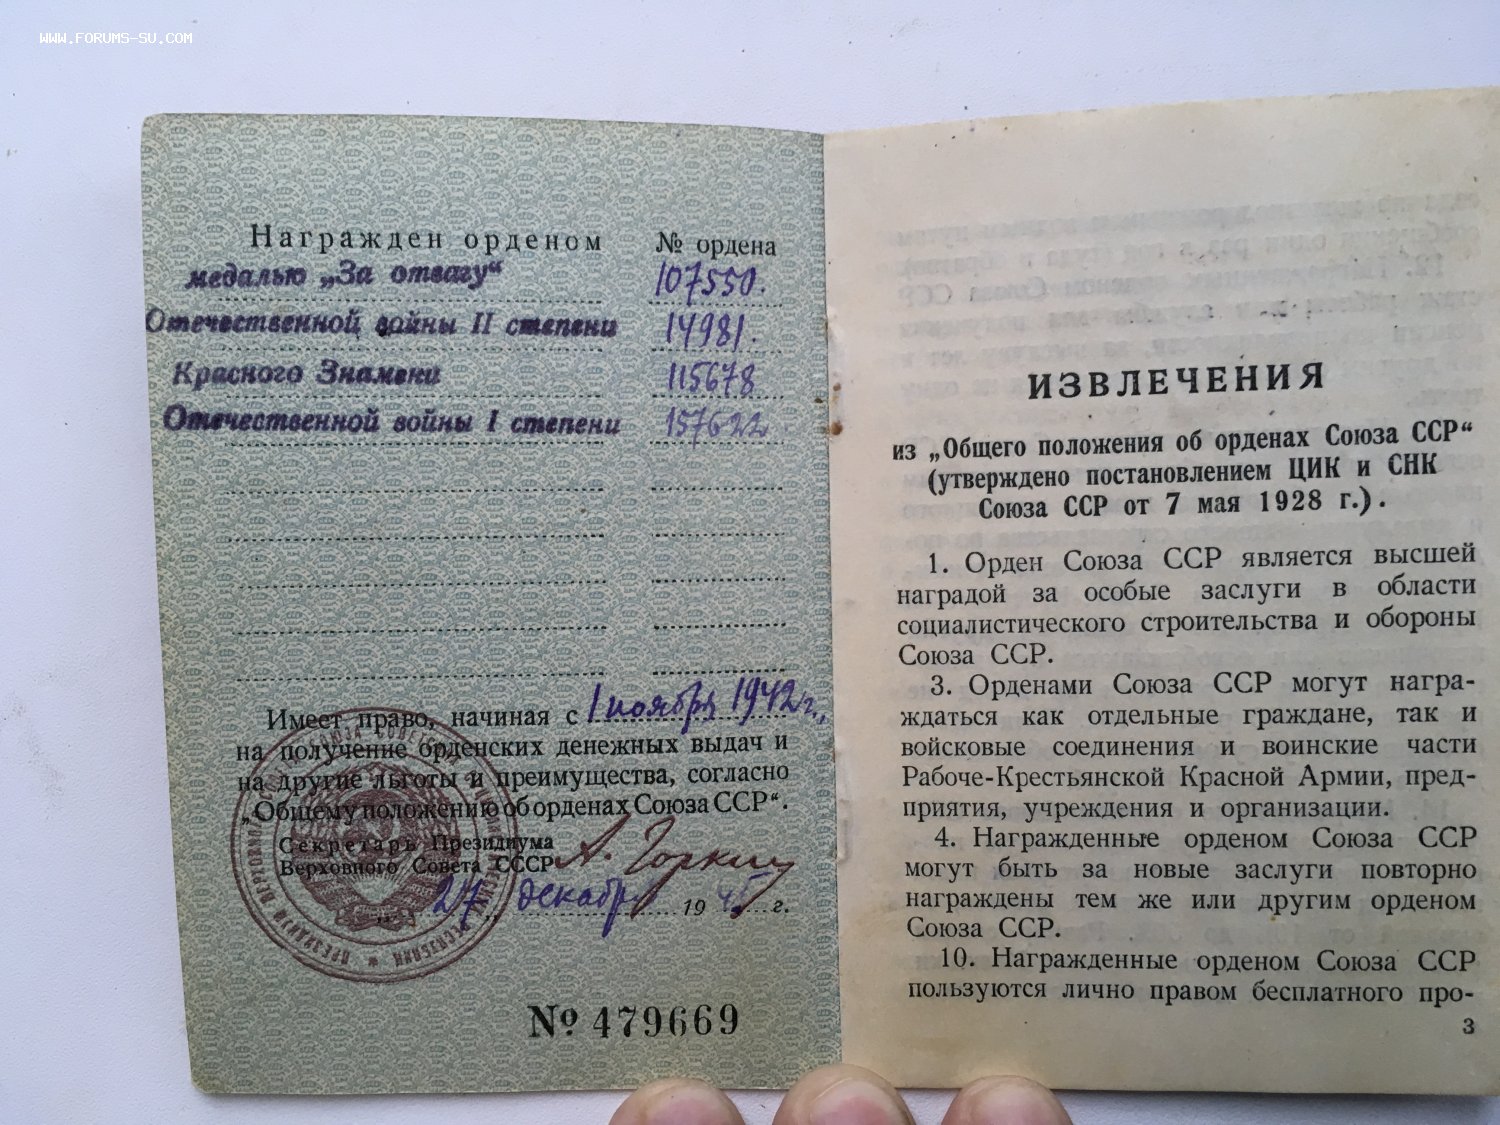 WWW.FORUMS-SU.COM
Награжден орденом № ордена
медалью „За отвагу“ 107550.
Отечественной войны II степени 14981.
Красного Знамени 115678
Отечественной войны I степени 157622
Имеет право, начиная с 1 ноября 1942 г.,
на получение орденских денежных выдач и
на другие льготы и преимущества, согласно
„Общему положению об орденах Союза ССР“.
Секретарь Президиума
Верховного Совета СССР А. Горкин
„27„ декабря 1945 г.
№ 479669
ИЗВЛЕЧЕНИЯ
из „Общего положения об орденах Союза ССР“
(утверждено постановлением ЦИК и СНК
Союза ССР от 7 мая 1928 г.).
1. Орден Союза ССР является высшей
наградой за особые заслуги в области
социалистического строительства и обороны
Союза ССР.
3. Орденами Союза ССР могут награ-
ждаться как отдельные граждане, так и
войсковые соединения и воинские части
Рабоче-Крестьянской Красной Армии, пред-
приятия, учреждения и организации.
4. Награжденные орденом Союза ССР
могут быть за новые заслуги повторно
награждены тем же или другим орденом
Союза ССР.
10. Награжденные орденом Союза ССР
пользуются лично правом бесплатного про-
3